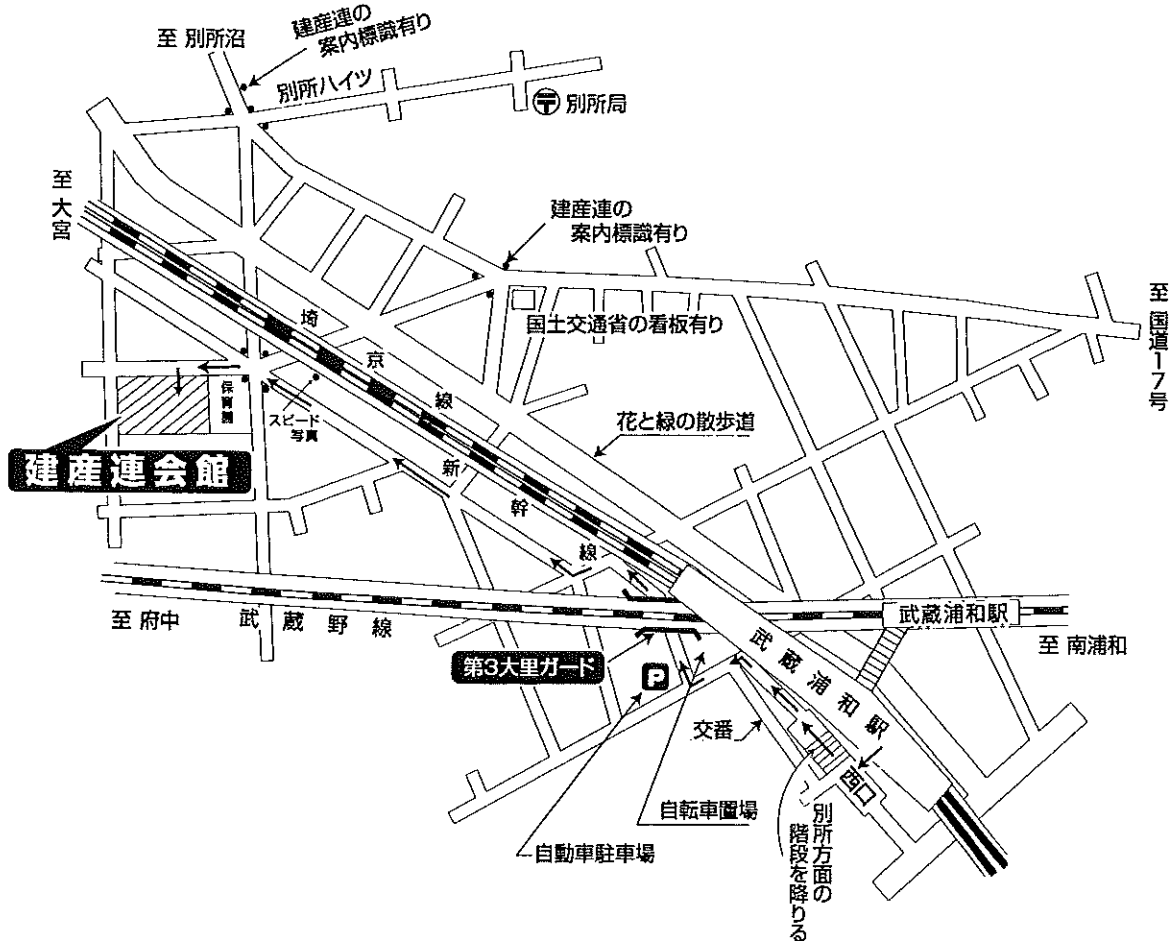 建産連の
案内標識有り
至 別所沼
別所ハイツ
〒 別所局
至 大宮
建産連の
案内標識有り
国土交通省の看板有り
至 国道17号
埼京線
新幹線
花と緑の散歩道
スピード
写真
建産連会館
至 府中
武蔵野線
武蔵浦和駅
至 南浦和
第3大里ガード
P
武蔵浦和駅
交番
西口
自転車置場
自動車駐車場
別所方面の
階段を降りる